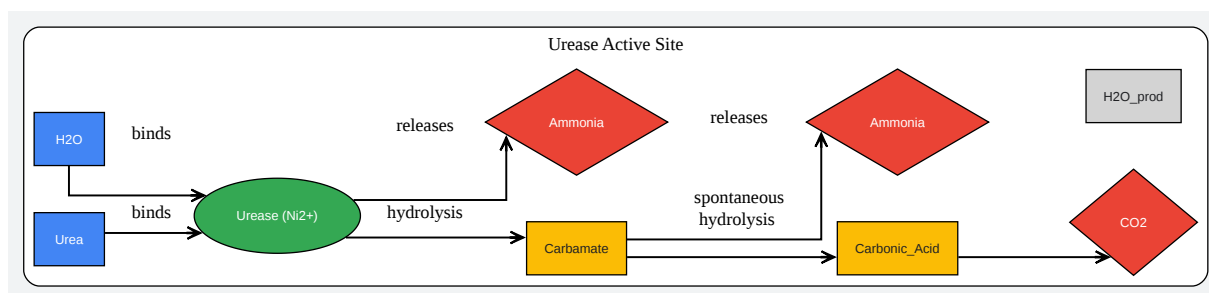 Urease Active Site
H2O
binds
Urea
binds
Urease (Ni2+)
releases
hydrolysis
Ammonia
Carbamate
releases
spontaneous
hydrolysis
Ammonia
Carbonic_Acid
H2O_prod
CO2